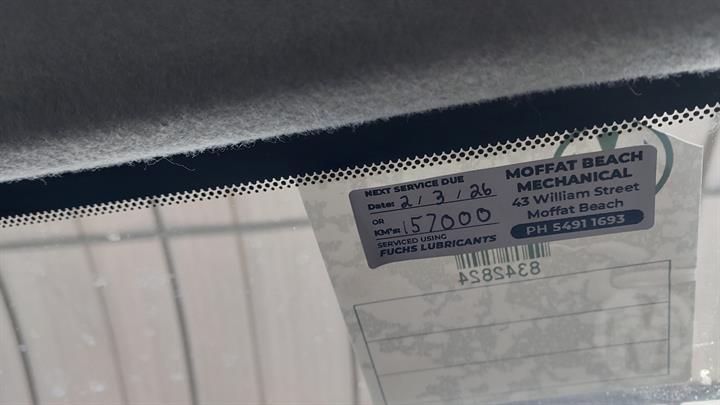 NEXT SERVICE DUE
Date: 2/3/26
OR
KM's: 157000
SERVICED USING
FUCHS LUBRICANTS
MOFFAT BEACH
MECHANICAL
43 William Street
Moffat Beach
PH 5491 1693
8342824